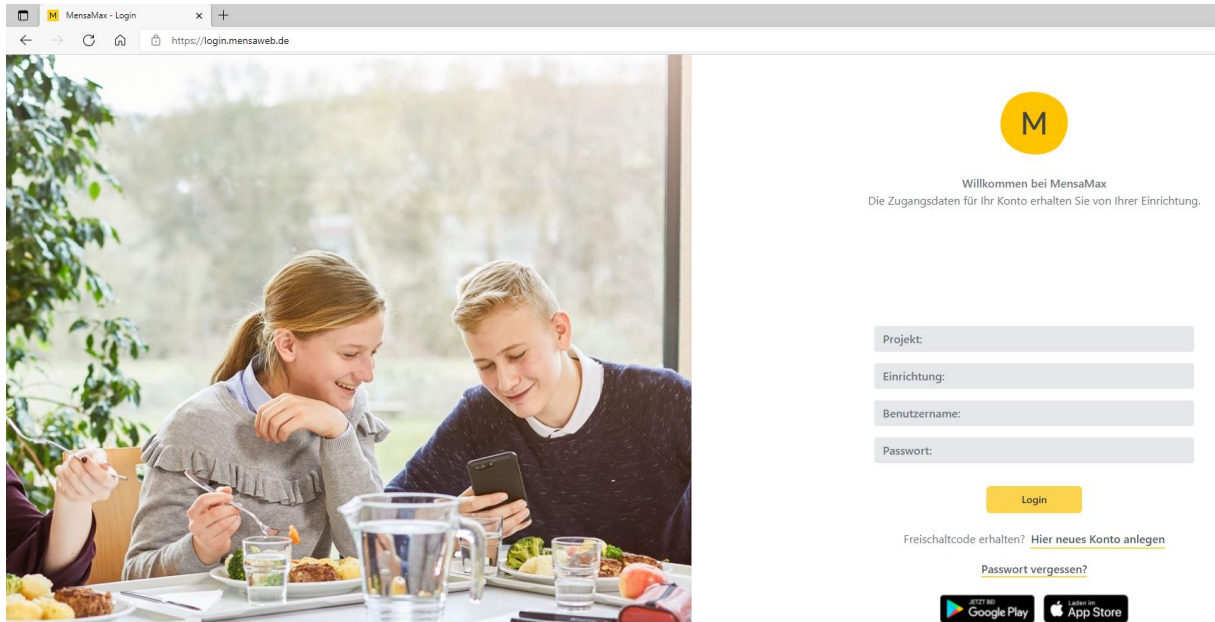 MensaMax - Login
https://login.mensaweb.de
M
Willkommen bei MensaMax
Die Zugangsdaten für Ihr Konto erhalten Sie von Ihrer Einrichtung.
Projekt:
Einrichtung:
Benutzername:
Passwort:
Login
Freischaltcode erhalten? Hier neues Konto anlegen
Passwort vergessen?
JETZT BEI
Google Play
Laden im
App Store